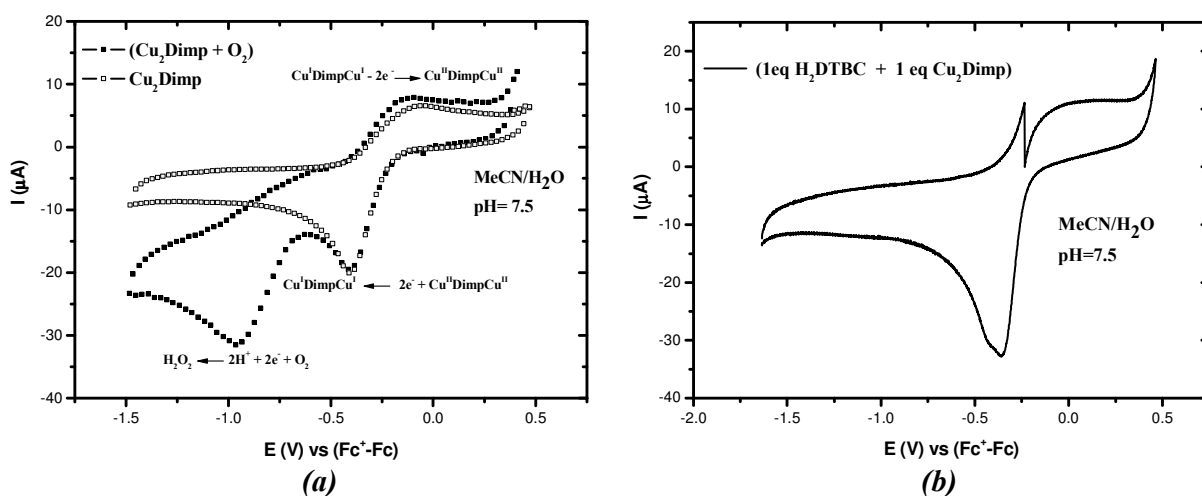 20
10
0
-10
-20
-30
-40
I (μA)
(Cu₂Dimp + O₂)
Cu₂Dimp
CuᴵDimpCuᴵ - 2e⁻ → CuᴵᴵDimpCuᴵᴵ
MeCN/H₂O
pH= 7.5
CuᴵDimpCuᴵ ← 2e⁻ + CuᴵᴵDimpCuᴵᴵ
H₂O₂ ← 2H⁺ + 2e⁻ + O₂
-1.5 -1.0 -0.5 0.0 0.5
E (V) vs (Fc⁺-Fc)
(a)
20
10
0
-10
-20
-30
-40
I (μA)
(1eq H₂DTBC + 1 eq Cu₂Dimp)
MeCN/H₂O
pH=7.5
-2.0 -1.5 -1.0 -0.5 0.0 0.5
E (V) vs (Fc⁺-Fc)
(b)